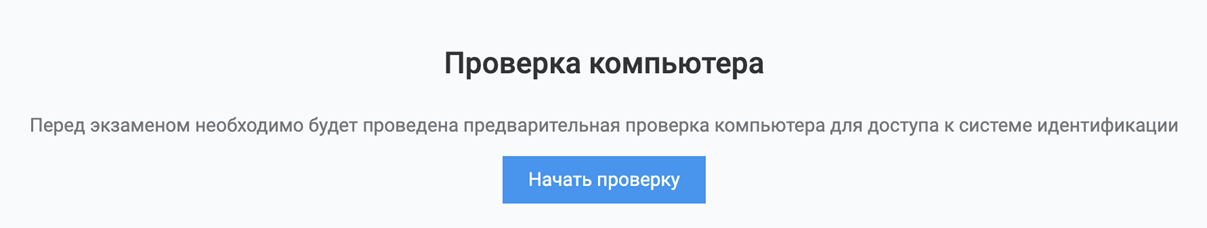 Проверка компьютера
Перед экзаменом необходимо будет проведена предварительная проверка компьютера для доступа к системе идентификации
Начать проверку